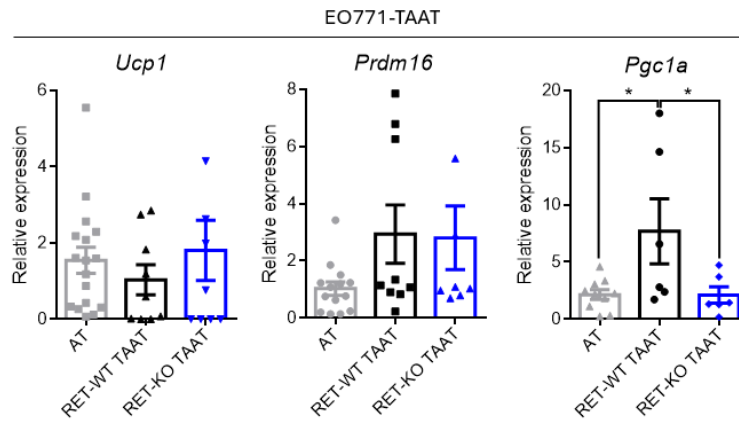 EO771-TAAT
Ucp1
Prdm16
Pgc1a
Relative expression
6
4
2
0
AT
RET-WT TAAT
RET-KO TAAT
Relative expression
8
6
4
2
0
AT
RET-WT TAAT
RET-KO TAAT
Relative expression
20
15
10
5
0
* *
AT
RET-WT TAAT
RET-KO TAAT